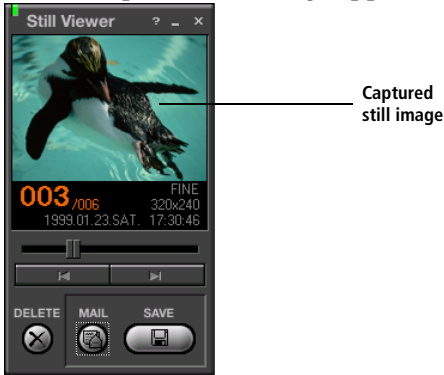 Still Viewer ? _ ×
Captured
still image
003/006 FINE
320x240
1999.01.23.SAT. 17:30:46
DELETE MAIL SAVE